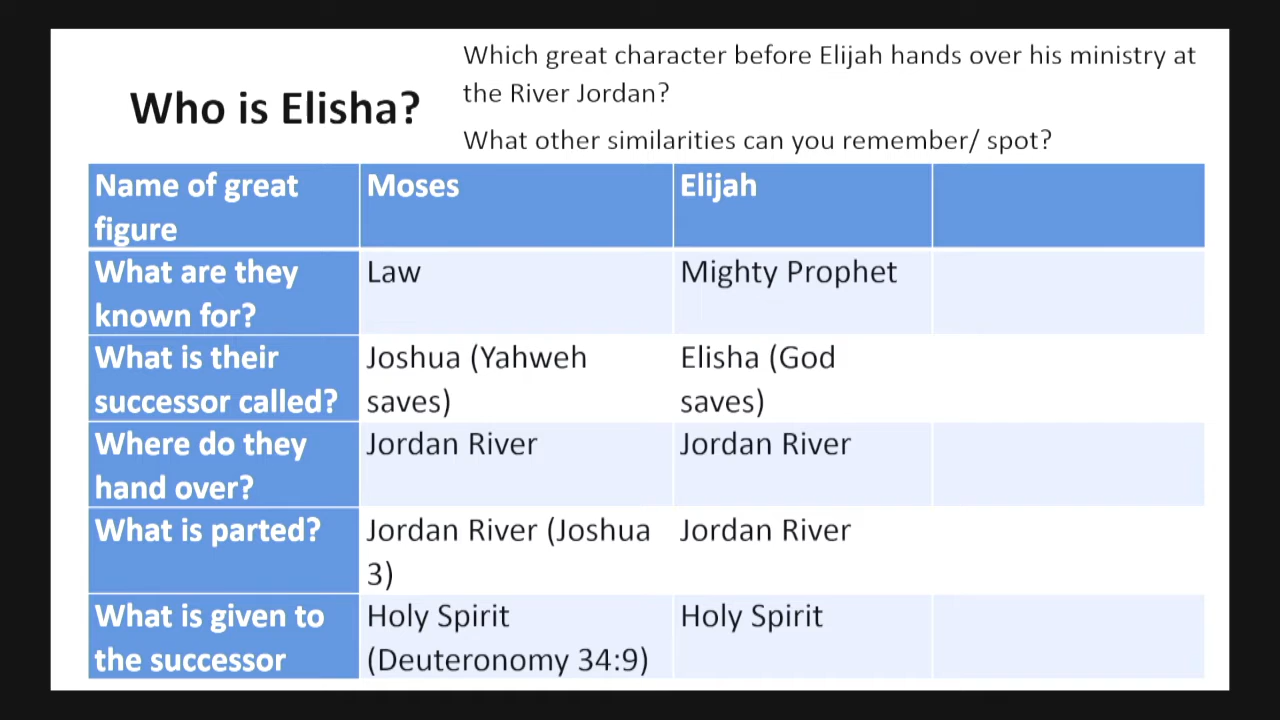 Which great character before Elijah hands over his ministry at
the River Jordan?
Who is Elisha?
What other similarities can you remember/ spot?
Name of great
figure
Moses
Elijah
What are they
known for?
Law
Mighty Prophet
What is their
successor called?
Joshua (Yahweh
saves)
Elisha (God
saves)
Where do they
hand over?
Jordan River
Jordan River
What is parted?
Jordan River (Joshua
3)
Jordan River
What is given to
the successor
Holy Spirit
(Deuteronomy 34:9)
Holy Spirit